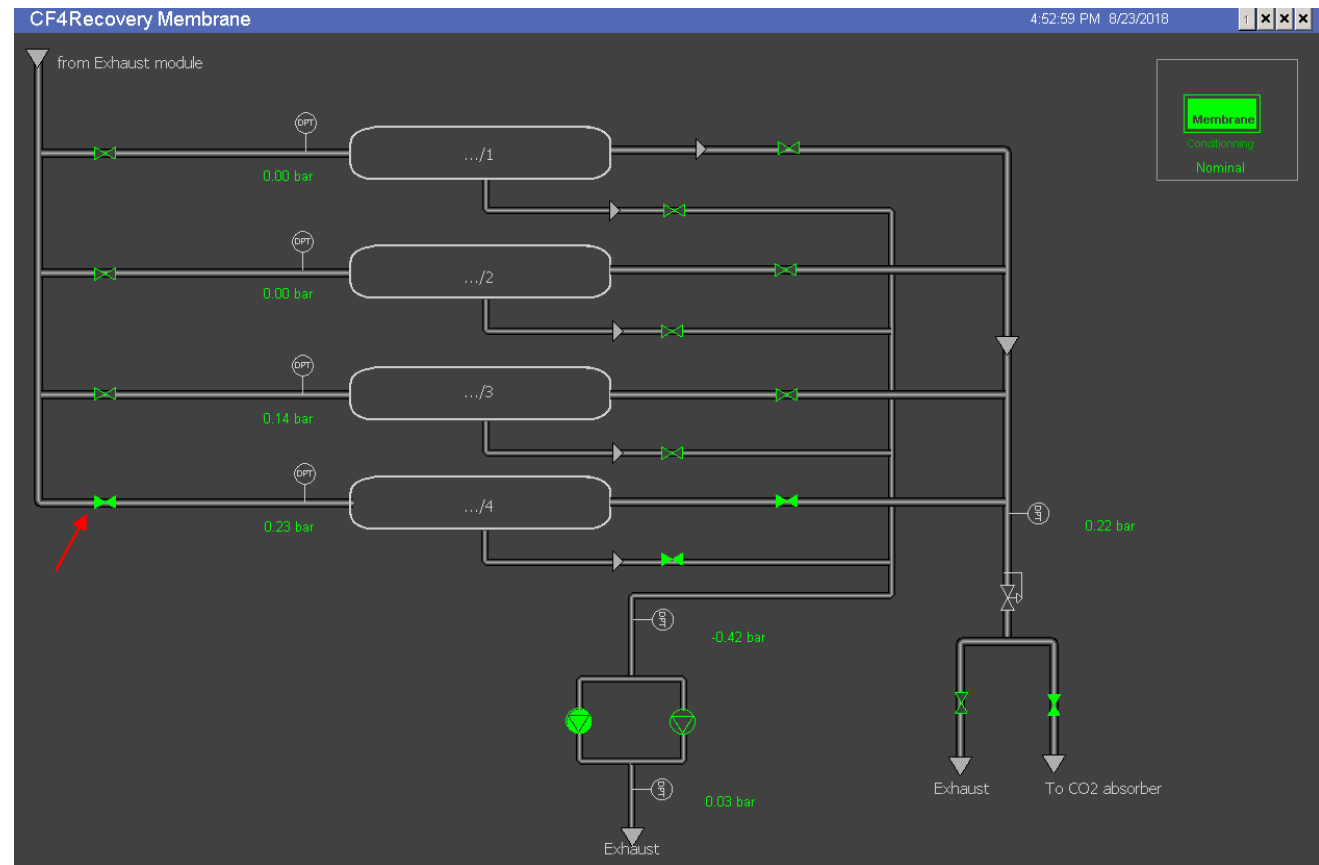 CF4Recovery Membrane
4:52:59 PM 8/23/2018
1
from Exhaust module
Membrane
Conditionning
Nominal
DPT
.../1
0.00 bar
DPT
.../2
0.00 bar
DPT
.../3
0.14 bar
DPT
.../4
0.23 bar
DPT
0.22 bar
DPT
-0.42 bar
DPT
0.03 bar
Exhaust
To CO2 absorber
Exhaust